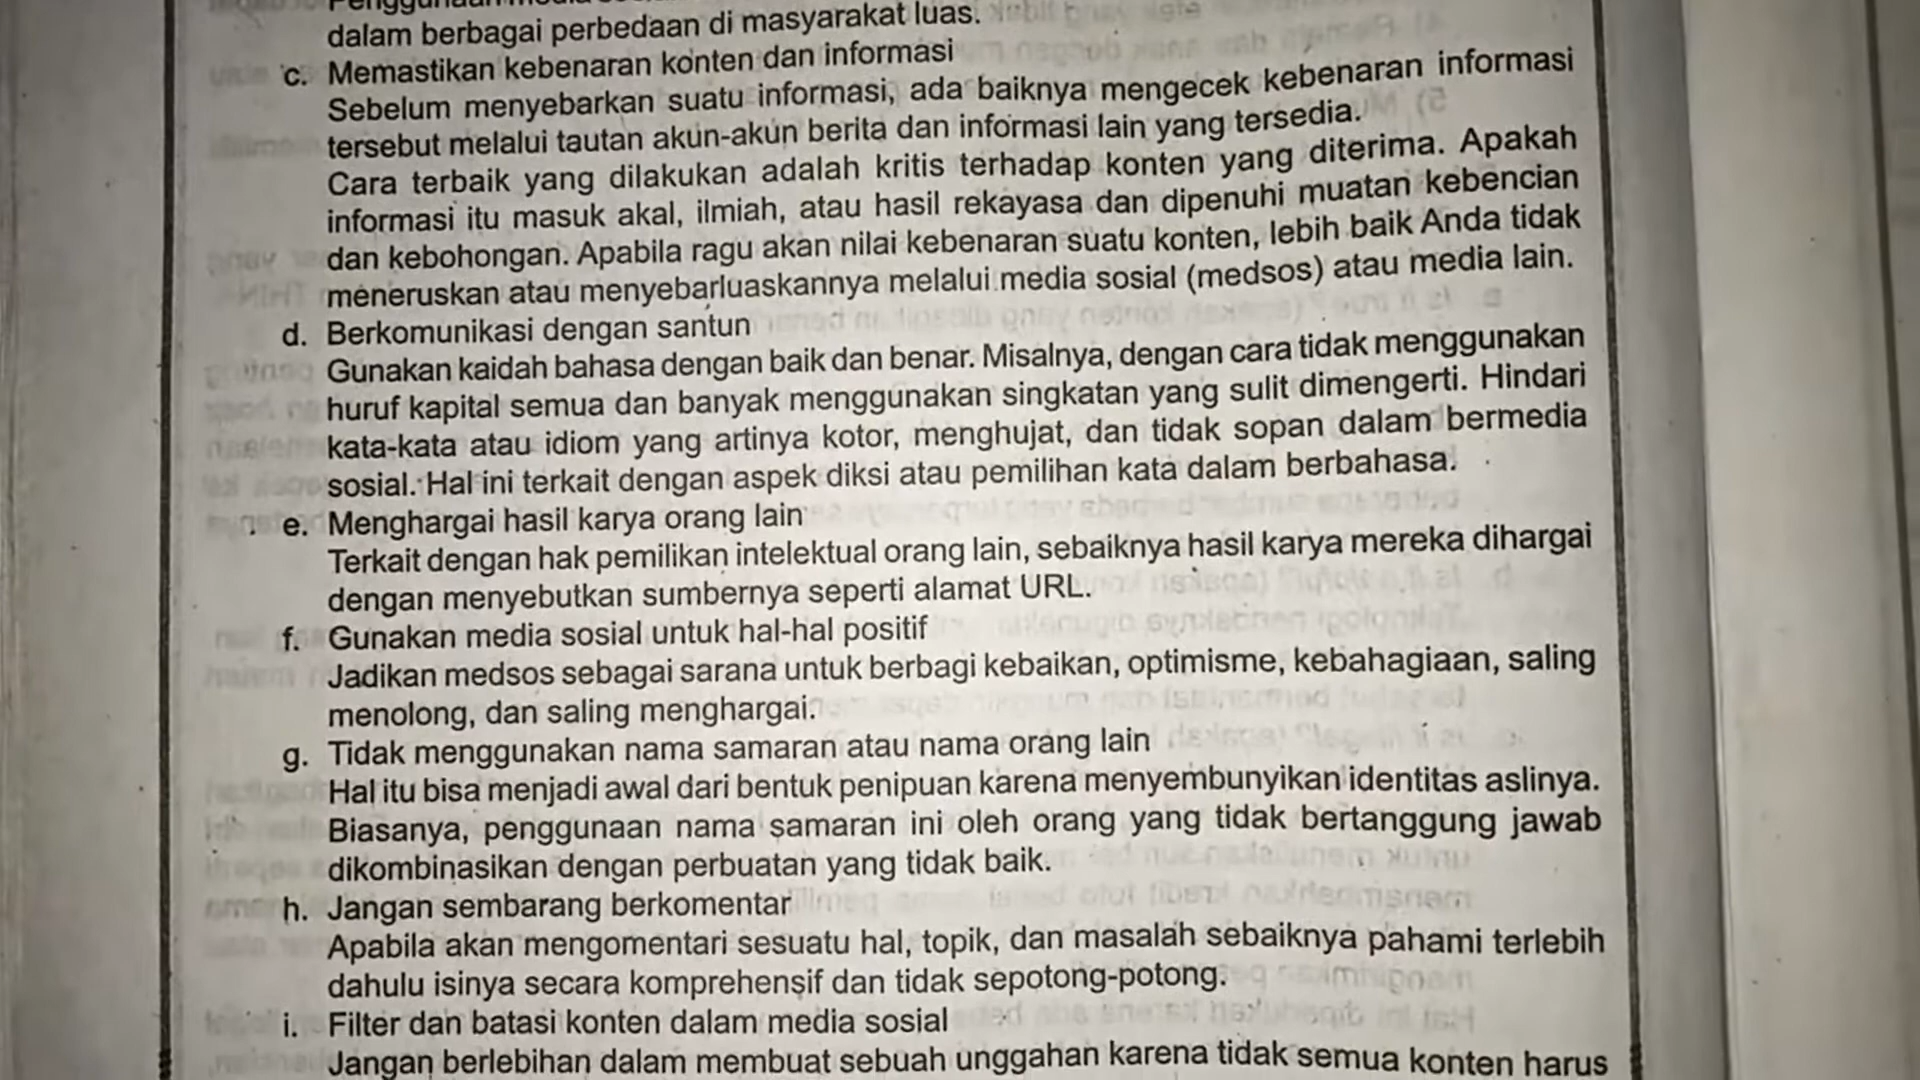 dalam berbagai perbedaan di masyarakat luas.
c. Memastikan kebenaran konten dan informasi
Sebelum menyebarkan suatu informasi, ada baiknya mengecek kebenaran informasi
tersebut melalui tautan akun-akun berita dan informasi lain yang tersedia.
Cara terbaik yang dilakukan adalah kritis terhadap konten yang diterima. Apakah
informasi itu masuk akal, ilmiah, atau hasil rekayasa dan dipenuhi muatan kebencian
dan kebohongan. Apabila ragu akan nilai kebenaran suatu konten, lebih baik Anda tidak
meneruskan atau menyebarluaskannya melalui media sosial (medsos) atau media lain.
d. Berkomunikasi dengan santun
Gunakan kaidah bahasa dengan baik dan benar. Misalnya, dengan cara tidak menggunakan
huruf kapital semua dan banyak menggunakan singkatan yang sulit dimengerti. Hindari
kata-kata atau idiom yang artinya kotor, menghujat, dan tidak sopan dalam bermedia
sosial. Hal ini terkait dengan aspek diksi atau pemilihan kata dalam berbahasa.
e. Menghargai hasil karya orang lain
Terkait dengan hak pemilikan intelektual orang lain, sebaiknya hasil karya mereka dihargai
dengan menyebutkan sumbernya seperti alamat URL.
f. Gunakan media sosial untuk hal-hal positif
Jadikan medsos sebagai sarana untuk berbagi kebaikan, optimisme, kebahagiaan, saling
menolong, dan saling menghargai.
g. Tidak menggunakan nama samaran atau nama orang lain
Hal itu bisa menjadi awal dari bentuk penipuan karena menyembunyikan identitas aslinya.
Biasanya, penggunaan nama samaran ini oleh orang yang tidak bertanggung jawab
dikombinasikan dengan perbuatan yang tidak baik.
h. Jangan sembarang berkomentar
Apabila akan mengomentari sesuatu hal, topik, dan masalah sebaiknya pahami terlebih
dahulu isinya secara komprehensif dan tidak sepotong-potong.
i. Filter dan batasi konten dalam media sosial
Jangan berlebihan dalam membuat sebuah unggahan karena tidak semua konten harus